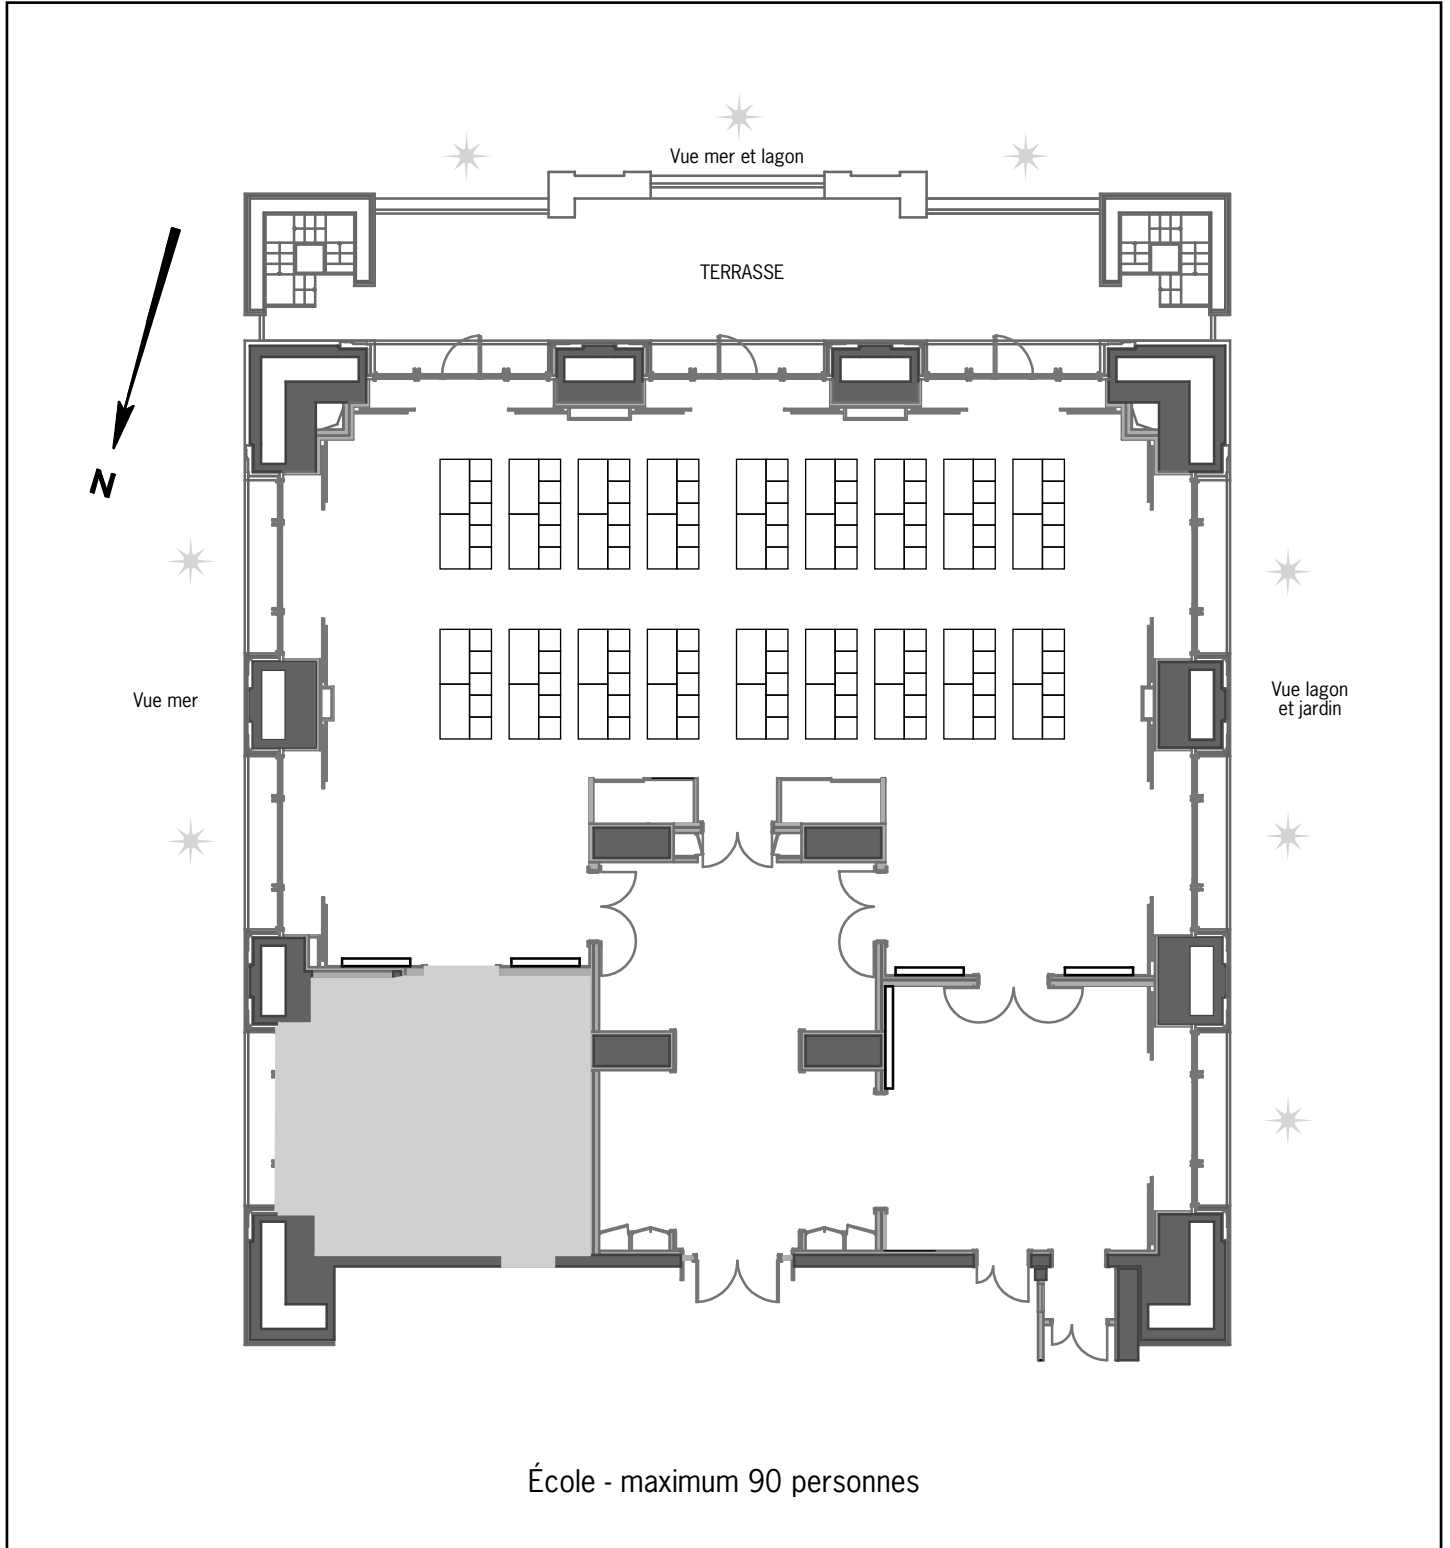 Vue mer et lagon
TERRASSE
N
Vue mer
Vue lagon
et jardin
École - maximum 90 personnes